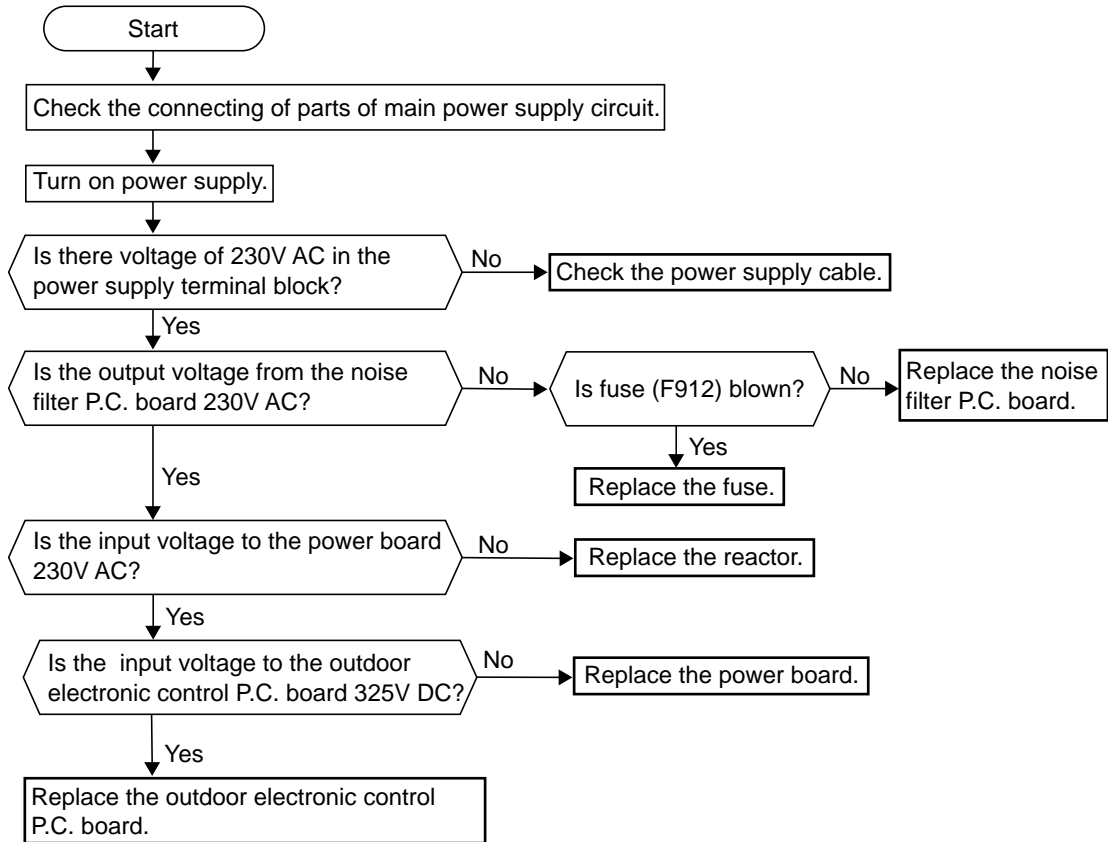 Start
Check the connecting of parts of main power supply circuit.
Turn on power supply.
Is there voltage of 230V AC in the
power supply terminal block?
No
Check the power supply cable.
Yes
Is the output voltage from the noise
filter P.C. board 230V AC?
No
Is fuse (F912) blown?
No
Replace the noise
filter P.C. board.
Yes
Replace the fuse.
Yes
Is the input voltage to the power board
230V AC?
No
Replace the reactor.
Yes
Is the input voltage to the outdoor
electronic control P.C. board 325V DC?
No
Replace the power board.
Yes
Replace the outdoor electronic control
P.C. board.